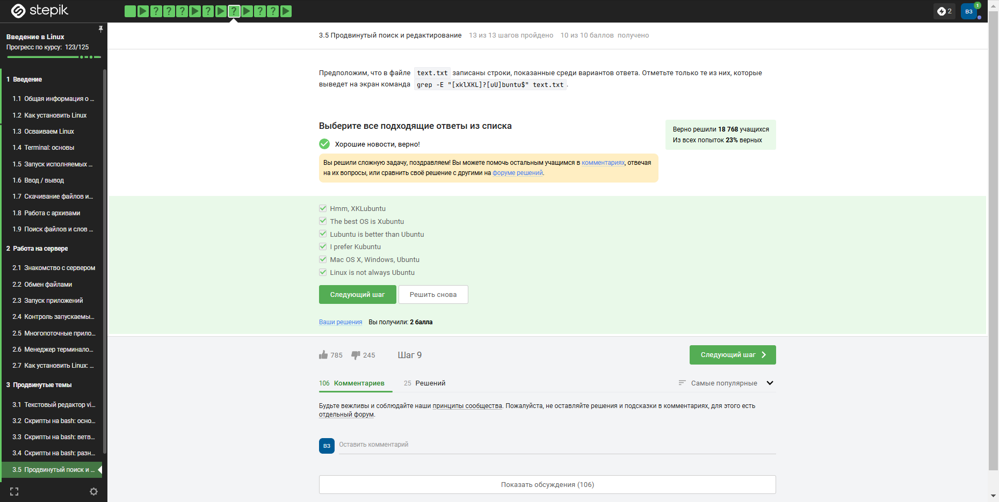 stepik
2
ВЗ
1
Введение в Linux
Прогресс по курсу: 123/125
1 Введение
1.1 Общая информация о ...
1.2 Как установить Linux
1.3 Осваиваем Linux
1.4 Terminal: основы
1.5 Запуск исполняемых ...
1.6 Ввод / вывод
1.7 Скачивание файлов и...
1.8 Работа с архивами
1.9 Поиск файлов и слов ...
2 Работа на сервере
2.1 Знакомство с сервером
2.2 Обмен файлами
2.3 Запуск приложений
2.4 Контроль запускаемы...
2.5 Многопоточные прило...
2.6 Менеджер терминало...
2.7 Как установить Linux: ...
3 Продвинутые темы
3.1 Текстовый редактор vi...
3.2 Скрипты на bash: осно...
3.3 Скрипты на bash: ветв...
3.4 Скрипты на bash: разн...
3.5 Продвинутый поиск и ...
3.5 Продвинутый поиск и редактирование 13 из 13 шагов пройдено 10 из 10 баллов получено
Предположим, что в файле text.txt записаны строки, показанные среди вариантов ответа. Отметьте только те из них, которые
выведет на экран команда grep -E "[xklXKL]?[uU]buntu$" text.txt.
Выберите все подходящие ответы из списка
Хорошие новости, верно!
Верно решили 18 768 учащихся
Из всех попыток 23% верных
Вы решили сложную задачу, поздравляем! Вы можете помочь остальным учащимся в комментариях, отвечая
на их вопросы, или сравнить своё решение с другими на форуме решений.
Hmm, XKLubuntu
The best OS is Xubuntu
Lubuntu is better than Ubuntu
I prefer Kubuntu
Mac OS X, Windows, Ubuntu
Linux is not always Ubuntu
Следующий шаг Решить снова
Ваши решения Вы получили: 2 балла
785 245 Шаг 9 Следующий шаг
106 Комментариев 25 Решений Самые популярные
Будьте вежливы и соблюдайте наши принципы сообщества. Пожалуйста, не оставляйте решения и подсказки в комментариях, для этого есть
отдельный форум.
ВЗ Оставить комментарий
Показать обсуждения (106)